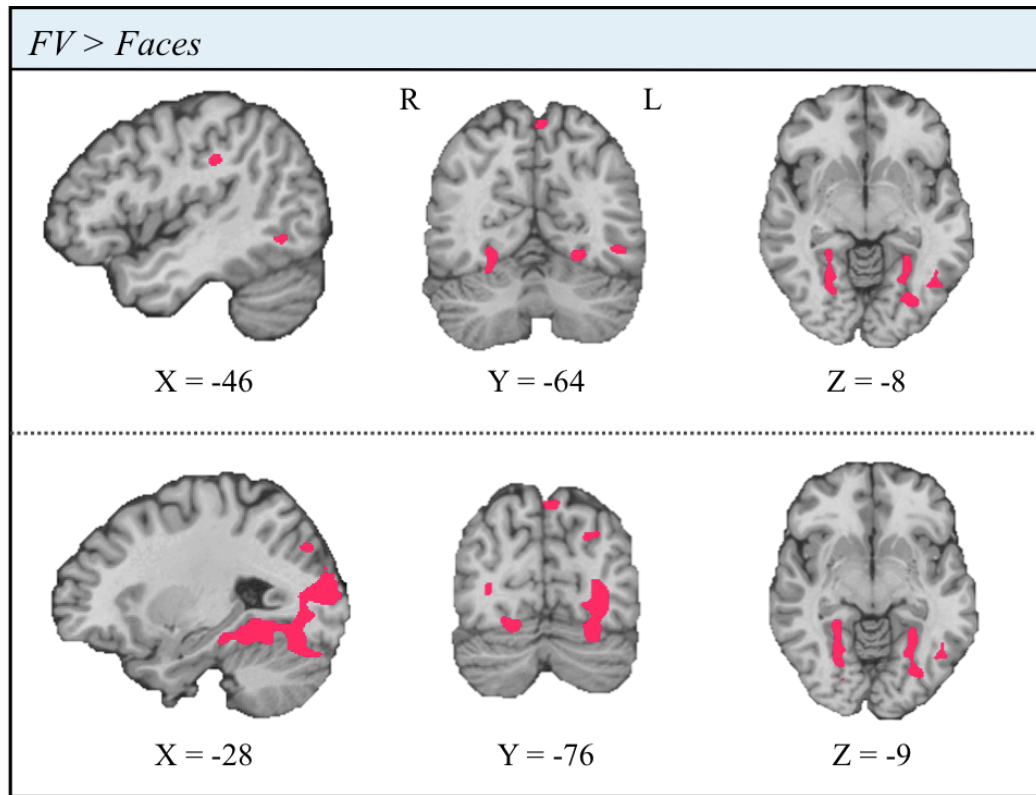 FV > Faces
R L
X = -46 Y = -64 Z = -8
X = -28 Y = -76 Z = -9